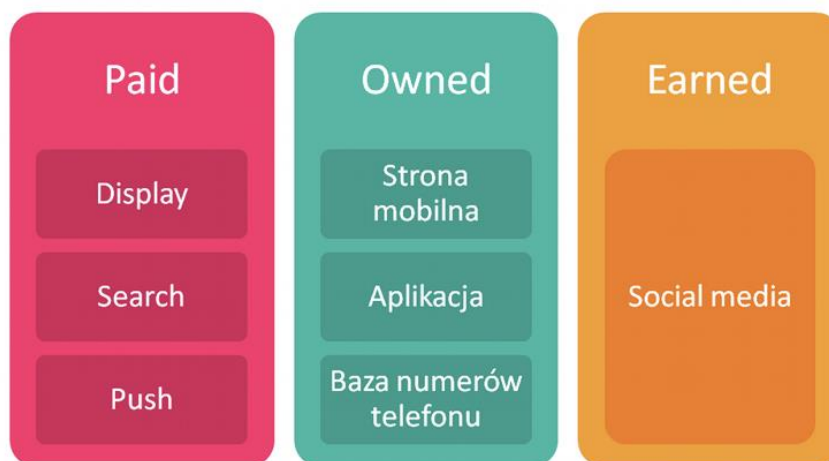 Paid
Display
Search
Push
Owned
Strona
mobilna
Aplikacja
Baza numerów
telefonu
Earned
Social media